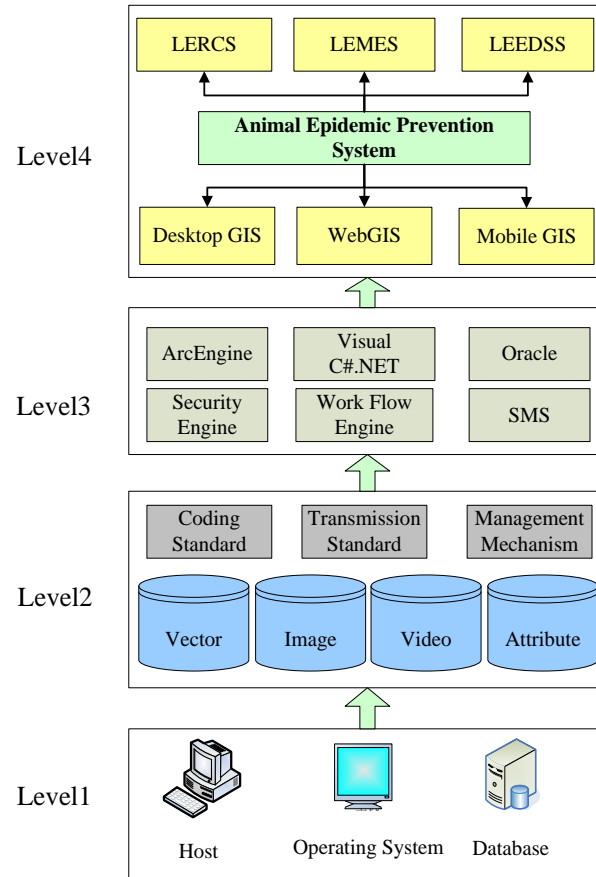 LERCS
LEMES
LEEDSS
Animal Epidemic Prevention
System
Level4
Desktop GIS
WebGIS
Mobile GIS
ArcEngine
Visual
C#.NET
Oracle
Level3
Security
Engine
Work Flow
Engine
SMS
Coding
Standard
Transmission
Standard
Management
Mechanism
Level2
Vector
Image
Video
Attribute
Level1
Host
Operating System
Database